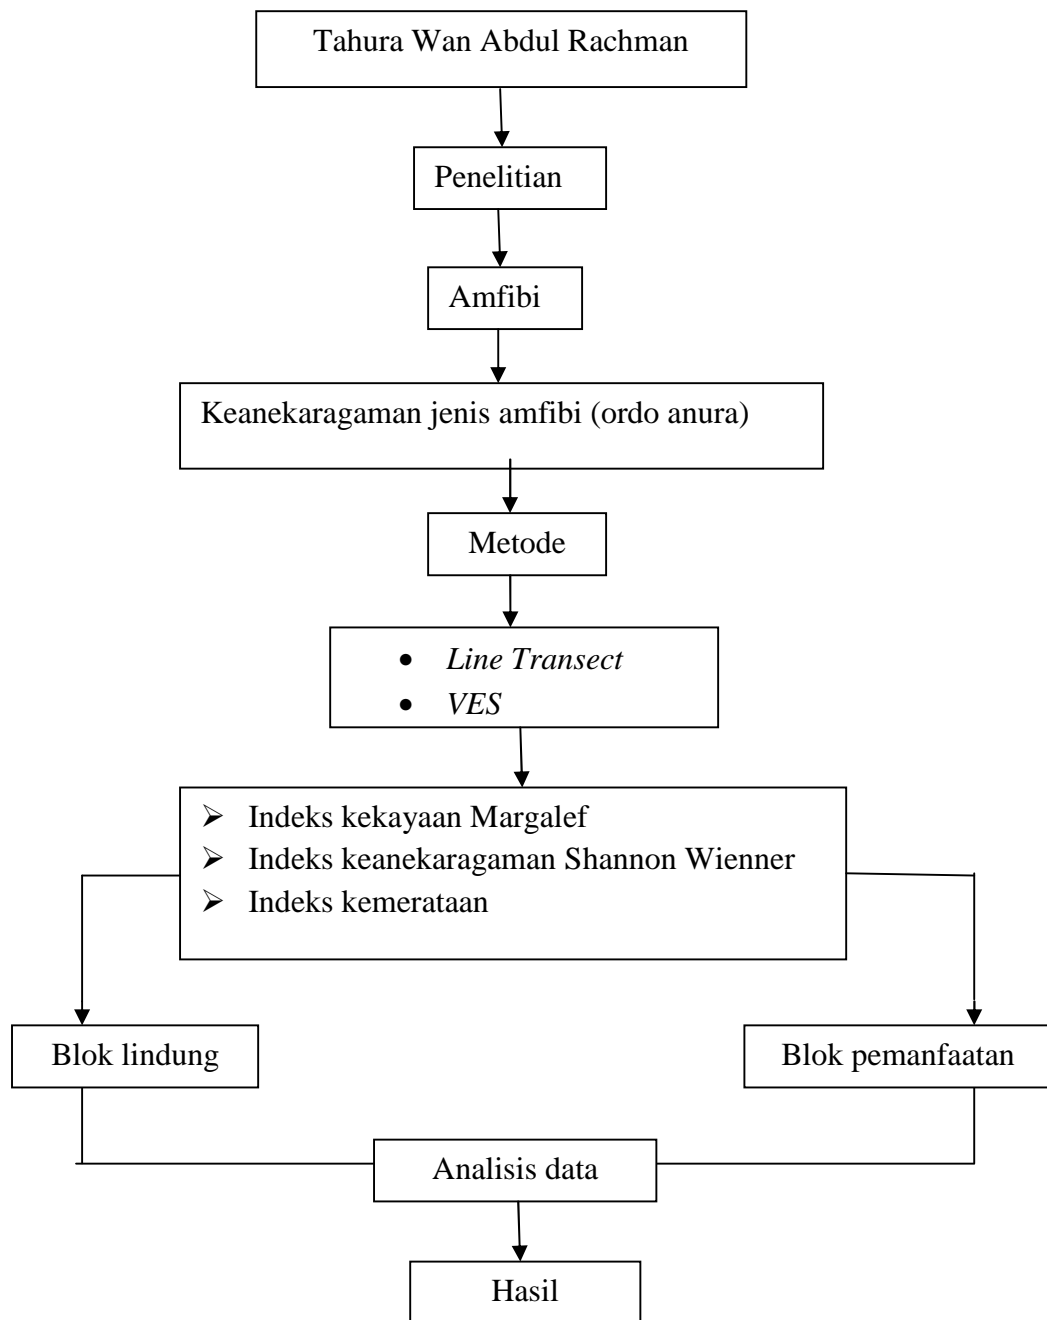 Tahura Wan Abdul Rachman
Penelitian
Amfibi
Keanekaragaman jenis amfibi (ordo anura)
Metode
• Line Transect
• VES
➢ Indeks kekayaan Margalef
➢ Indeks keanekaragaman Shannon Wienner
➢ Indeks kemerataan
Blok lindung
Blok pemanfaatan
Analisis data
Hasil